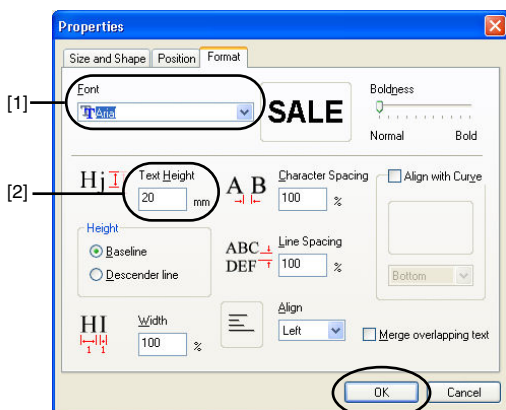 Properties
Size and Shape Position Format
[1]
Font
Arial
SALE
Boldness
Normal Bold
[2]
Hj
Text Height
20 mm
A B
Character Spacing
100 %
Align with Curve
Height
Baseline
Descender line
ABC
DEF
Line Spacing
100 %
Bottom
HI
1 1
Width
100 %
Align
Left
Merge overlapping text
OK Cancel